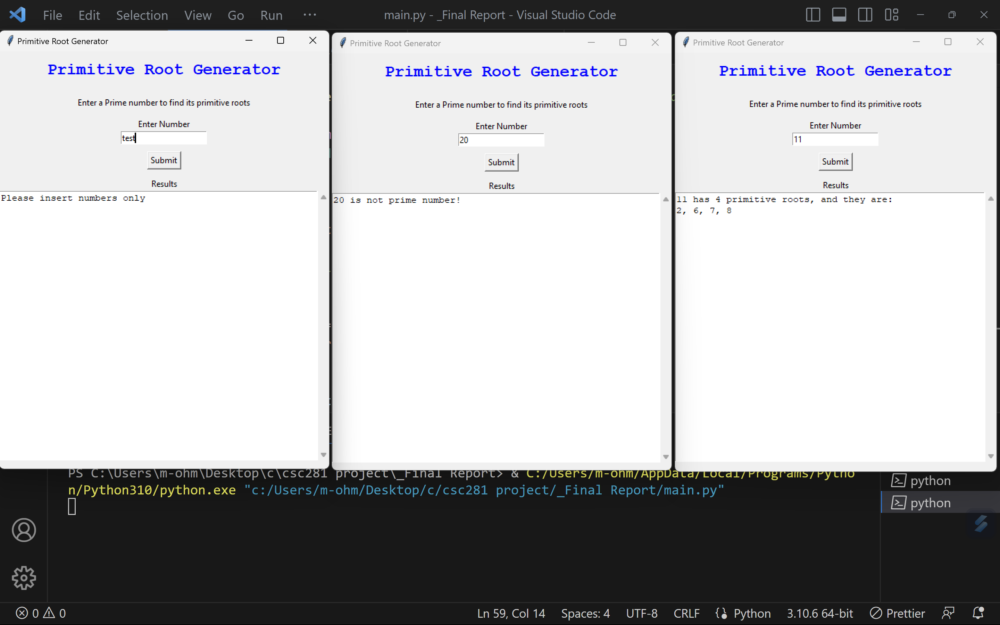 File Edit Selection View Go Run ···
main.py - _Final Report - Visual Studio Code
Primitive Root Generator
Primitive Root Generator
Enter a Prime number to find its primitive roots
Enter Number
test
Submit
Results
Please insert numbers only
Primitive Root Generator
Primitive Root Generator
Enter a Prime number to find its primitive roots
Enter Number
20
Submit
Results
20 is not prime number!
Primitive Root Generator
Primitive Root Generator
Enter a Prime number to find its primitive roots
Enter Number
11
Submit
Results
11 has 4 primitive roots, and they are:
2, 6, 7, 8
PS C:\Users\m-ohm\Desktop\c\csc281 project\_Final Report> & C:/Users/m-ohm/AppData/Local/Programs/Pytho
n/Python310/python.exe "c:/Users/m-ohm/Desktop/c/csc281 project/_Final Report/main.py"
python
python
0 0
Ln 59, Col 14 Spaces: 4 UTF-8 CRLF Python 3.10.6 64-bit Prettier